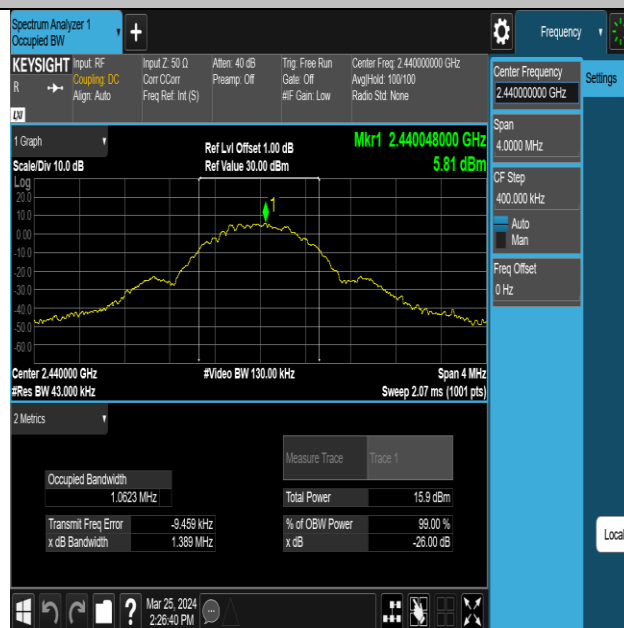 Spectrum Analyzer 1
Occupied BW
Frequency
KEYSIGHT
R
LXI
Input: RF
Coupling: DC
Align: Auto
Input Z: 50 Ω
Corr CCorr
Freq Ref: Int (S)
Atten: 40 dB
Preamp: Off
Trig: Free Run
Gate: Off
#IF Gain: Low
Center Freq: 2.440000000 GHz
Avg|Hold: 100/100
Radio Std: None
Center Frequency
2.440000000 GHz
Settings
Span
4.0000 MHz
CF Step
400.000 kHz
Auto
Man
Freq Offset
0 Hz
1 Graph
Scale/Div 10.0 dB
Ref Lvl Offset 1.00 dB
Ref Value 30.00 dBm
Mkr1 2.440048000 GHz
5.81 dBm
Log
20.0
10.0
0.00
-10.0
-20.0
-30.0
-40.0
-50.0
-60.0
1
Center 2.440000 GHz
#Video BW 130.00 kHz
Span 4 MHz
#Res BW 43.000 kHz
Sweep 2.07 ms (1001 pts)
2 Metrics
Measure Trace
Trace 1
Occupied Bandwidth
1.0623 MHz
Total Power
15.9 dBm
Transmit Freq Error
-9.459 kHz
% of OBW Power
99.00 %
x dB Bandwidth
1.389 MHz
x dB
-26.00 dB
Local
?
Mar 25, 2024
2:26:40 PM